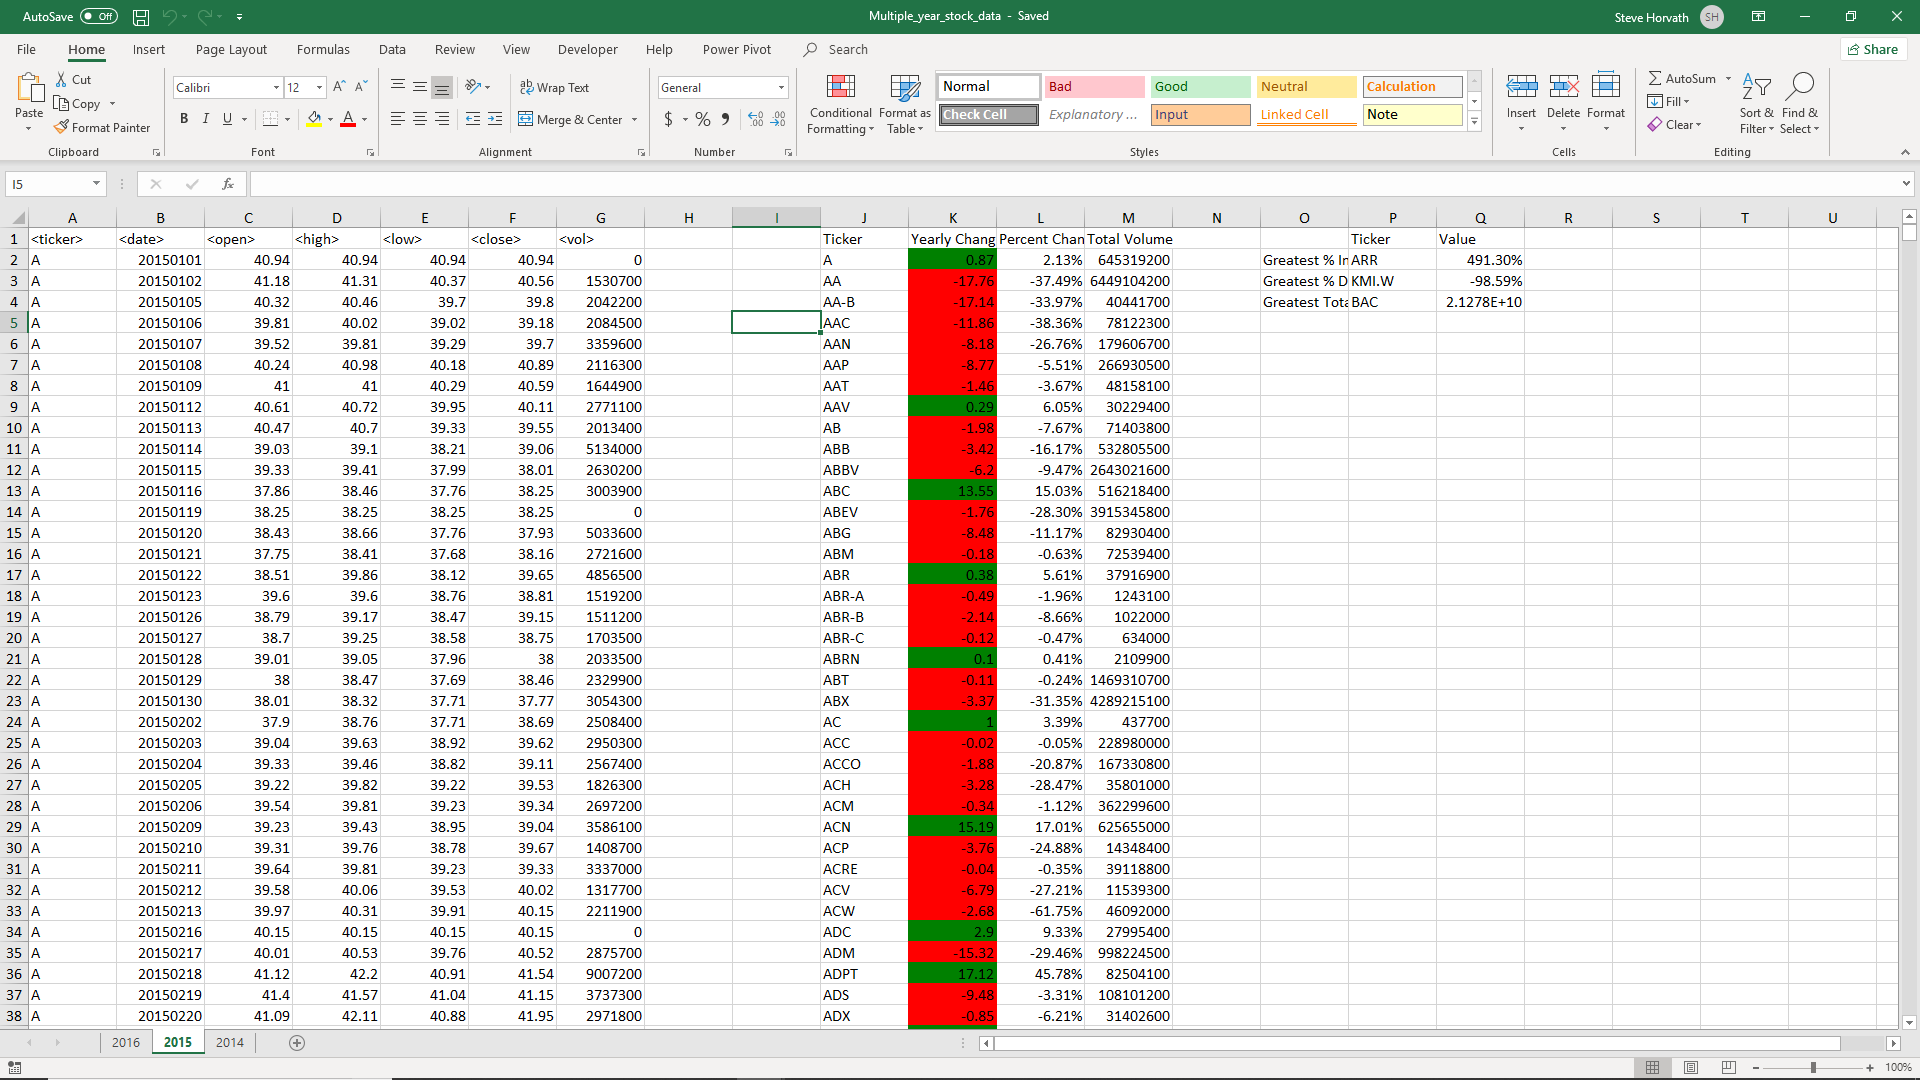 AutoSave Off Multiple_year_stock_data - Saved Steve Horvath SH
File Home Insert Page Layout Formulas Data Review View Developer Help Power Pivot Search Share
Paste Cut Copy Format Painter
Clipboard
Calibri 12 A A
B I U A
Font
ab Wrap Text
Merge & Center
Alignment
General
$ % 9
Number
Conditional Formatting Format as Table
Normal Bad Good Neutral Calculation
Check Cell Explanatory ... Input Linked Cell Note
Styles
Insert Delete Format
Cells
AutoSum Fill Clear Sort & Filter Find & Select
Editing
I5 fx
A B C D E F G H I J K L M N O P Q R S T U
1 <ticker> <date> <open> <high> <low> <close> <vol> Ticker Yearly Chang Percent Chan Total Volume Ticker Value
2 A 20150101 40.94 40.94 40.94 40.94 0 A 0.87 2.13% 645319200 Greatest % In ARR 491.30%
3 A 20150102 41.18 41.31 40.37 40.56 1530700 AA -17.76 -37.49% 6449104200 Greatest % D KMI.W -98.59%
4 A 20150105 40.32 40.46 39.7 39.8 2042200 AA-B -17.14 -33.97% 40441700 Greatest Tota BAC 2.1278E+10
5 A 20150106 39.81 40.02 39.02 39.18 2084500 AAC -11.86 -38.36% 78122300
6 A 20150107 39.52 39.81 39.29 39.7 3359600 AAN -8.18 -26.76% 179606700
7 A 20150108 40.24 40.98 40.18 40.89 2116300 AAP -8.77 -5.51% 266930500
8 A 20150109 41 41 40.29 40.59 1644900 AAT -1.46 -3.67% 48158100
9 A 20150112 40.61 40.72 39.95 40.11 2771100 AAV 0.29 6.05% 30229400
10 A 20150113 40.47 40.7 39.33 39.55 2013400 AB -1.98 -7.67% 71403800
11 A 20150114 39.03 39.1 38.21 39.06 5134000 ABB -3.42 -16.17% 532805500
12 A 20150115 39.33 39.41 37.99 38.01 2630200 ABBV -6.2 -9.47% 2643021600
13 A 20150116 37.86 38.46 37.76 38.25 3003900 ABC 13.55 15.03% 516218400
14 A 20150119 38.25 38.25 38.25 38.25 0 ABEV -1.76 -28.30% 3915345800
15 A 20150120 38.43 38.66 37.76 37.93 5033600 ABG -8.48 -11.17% 82930400
16 A 20150121 37.75 38.41 37.68 38.16 2721600 ABM -0.18 -0.63% 72539400
17 A 20150122 38.51 39.86 38.12 39.65 4856500 ABR 0.38 5.61% 37916900
18 A 20150123 39.6 39.6 38.76 38.81 1519200 ABR-A -0.49 -1.96% 1243100
19 A 20150126 38.79 39.17 38.47 39.15 1511200 ABR-B -2.14 -8.66% 1022000
20 A 20150127 38.7 39.25 38.58 38.75 1703500 ABR-C -0.12 -0.47% 634000
21 A 20150128 39.01 39.05 37.96 38 2033500 ABRN 0.1 0.41% 2109900
22 A 20150129 38 38.47 37.69 38.46 2329900 ABT -0.11 -0.24% 1469310700
23 A 20150130 38.01 38.32 37.71 37.77 3054300 ABX -3.37 -31.35% 4289215100
24 A 20150202 37.9 38.76 37.71 38.69 2508400 AC 1 3.39% 437700
25 A 20150203 39.04 39.63 38.92 39.62 2950300 ACC -0.02 -0.05% 228980000
26 A 20150204 39.33 39.46 38.82 39.11 2567400 ACCO -1.88 -20.87% 167330800
27 A 20150205 39.22 39.82 39.22 39.53 1826300 ACH -3.28 -28.47% 35801000
28 A 20150206 39.54 39.81 39.23 39.34 2697200 ACM -0.34 -1.12% 362299600
29 A 20150209 39.23 39.43 38.95 39.04 3586100 ACN 15.19 17.01% 625655000
30 A 20150210 39.31 39.76 38.78 39.67 1408700 ACP -3.76 -24.88% 14348400
31 A 20150211 39.64 39.81 39.23 39.33 3337000 ACRE -0.04 -0.35% 39118800
32 A 20150212 39.58 40.06 39.53 40.02 1317700 ACV -6.79 -27.21% 11539300
33 A 20150213 39.97 40.31 39.91 40.15 2211900 ACW -2.68 -61.75% 46092000
34 A 20150216 40.15 40.15 40.15 40.15 0 ADC 2.9 9.33% 27995400
35 A 20150217 40.01 40.53 39.76 40.52 2875700 ADM -15.32 -29.46% 998224500
36 A 20150218 41.12 42.2 40.91 41.54 9007200 ADPT 17.12 45.78% 82504100
37 A 20150219 41.4 41.57 41.04 41.15 3737300 ADS -9.48 -3.31% 108101200
38 A 20150220 41.09 42.11 40.88 41.95 2971800 ADX -0.85 -6.21% 31402600
2016 2015 2014
100%